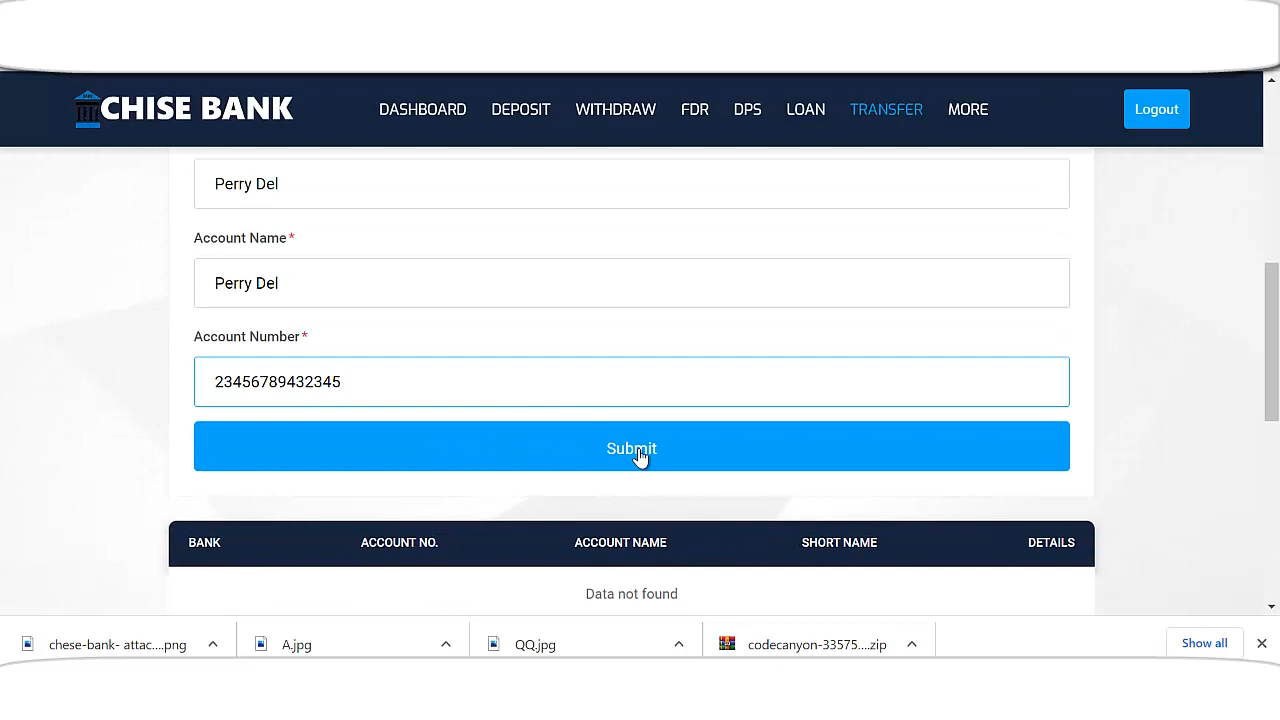 CHISE BANK
DASHBOARD DEPOSIT WITHDRAW FDR DPS LOAN TRANSFER MORE Logout
Perry Del
Account Name*
Perry Del
Account Number*
23456789432345
Submit
BANK ACCOUNT NO. ACCOUNT NAME SHORT NAME DETAILS
Data not found
chese-bank- attac....png A.jpg QQ.jpg codecanyon-33575....zip Show all